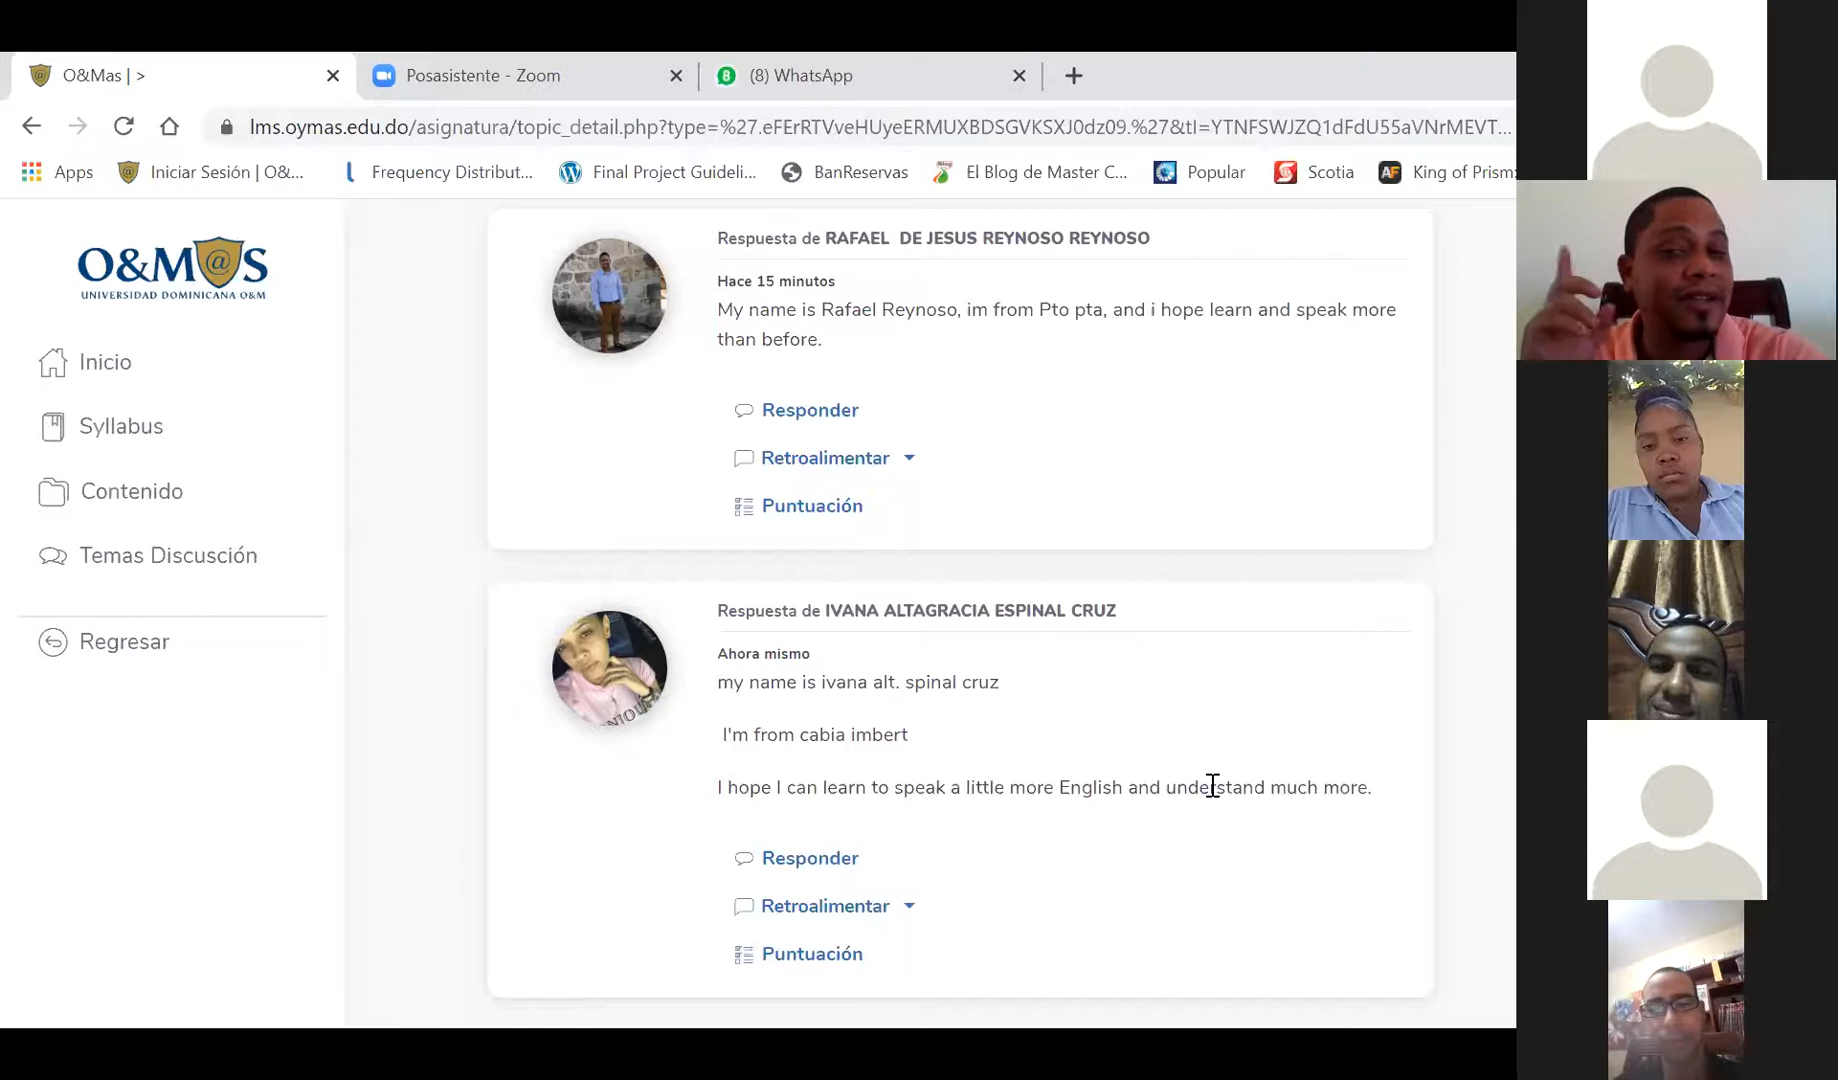 O&Mas | >
Posasistente - Zoom
8
(8) WhatsApp
lms.oymas.edu.do/asignatura/topic_detail.php?type=%27.eFErRTVveHUyeERMUXBDSGVKSXJ0dz09.%27&tI=YTNFSWJZQ1dFdU55aVNrMEVT...
Apps
Iniciar Sesión | O&...
Frequency Distribut...
Final Project Guideli...
BanReservas
El Blog de Master C...
Popular
Scotia
AF
King of Prism:
O&M@S
UNIVERSIDAD DOMINICANA O&M
Inicio
Syllabus
Contenido
Temas Discusción
Regresar
Respuesta de RAFAEL DE JESUS REYNOSO REYNOSO
Hace 15 minutos
My name is Rafael Reynoso, im from Pto pta, and i hope learn and speak more
than before.
Responder
Retroalimentar
Puntuación
Respuesta de IVANA ALTAGRACIA ESPINAL CRUZ
Ahora mismo
my name is ivana alt. spinal cruz
I'm from cabia imbert
I hope I can learn to speak a little more English and understand much more.
Responder
Retroalimentar
Puntuación